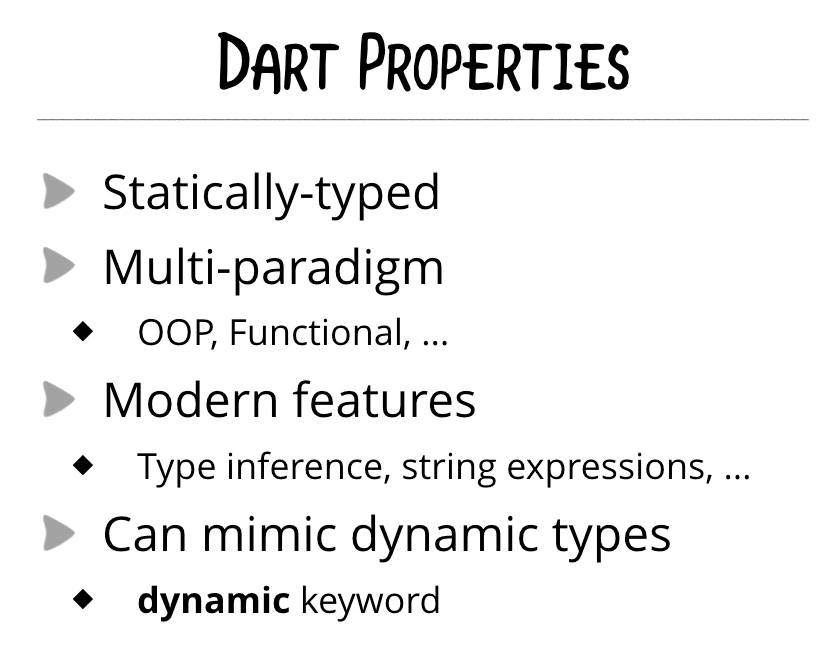 Dart Properties
Statically-typed
Multi-paradigm
OOP, Functional, ...
Modern features
Type inference, string expressions, ...
Can mimic dynamic types
dynamic keyword